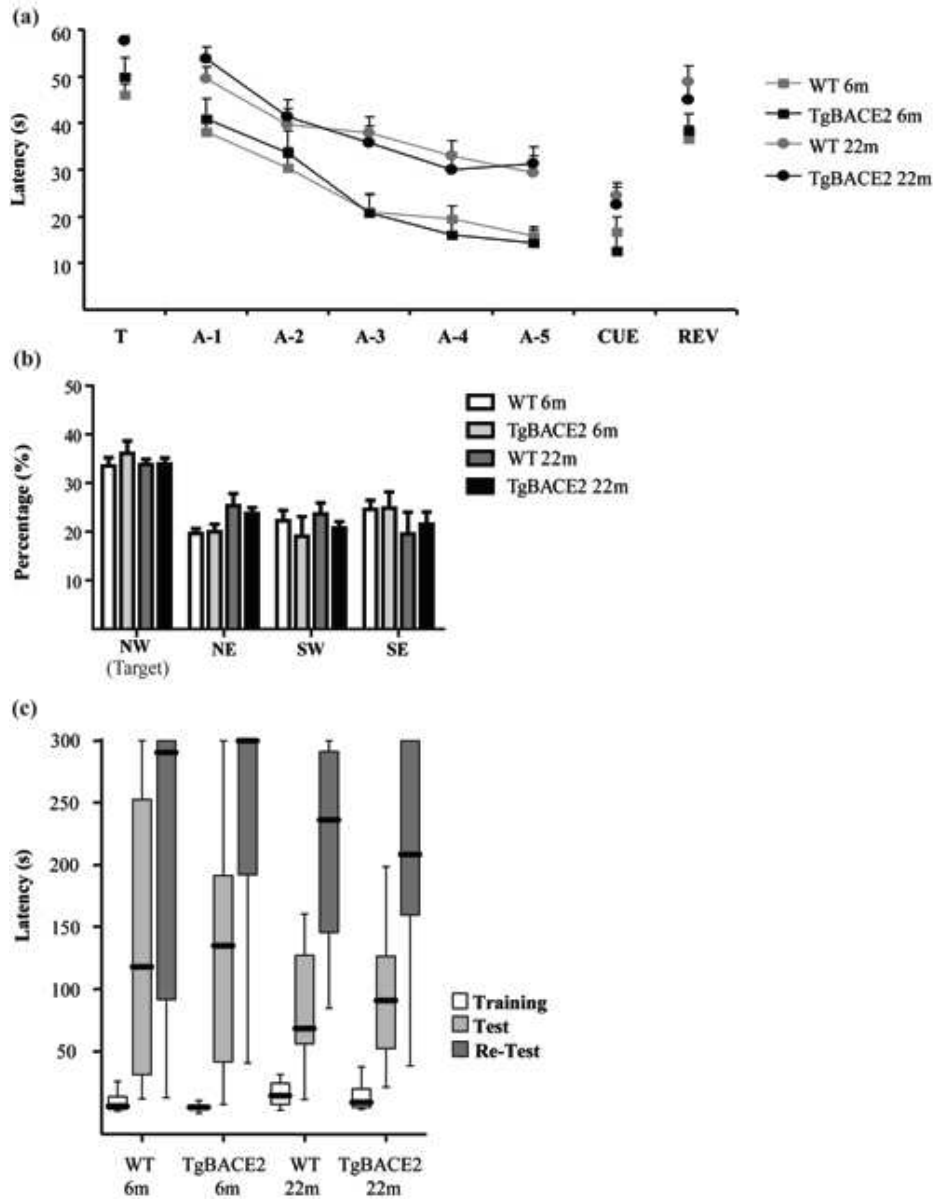 (a)
60
50
40
30
20
10
Latency (s)
T A-1 A-2 A-3 A-4 A-5 CUE REV
WT 6m
TgBACE2 6m
WT 22m
TgBACE2 22m
(b)
50
40
30
20
10
Percentage (%)
NW NE SW SE
(Target)
WT 6m
TgBACE2 6m
WT 22m
TgBACE2 22m
(c)
300
250
200
150
100
50
Latency (s)
Training
Test
Re-Test
WT TgBACE2 WT TgBACE2
6m 6m 22m 22m